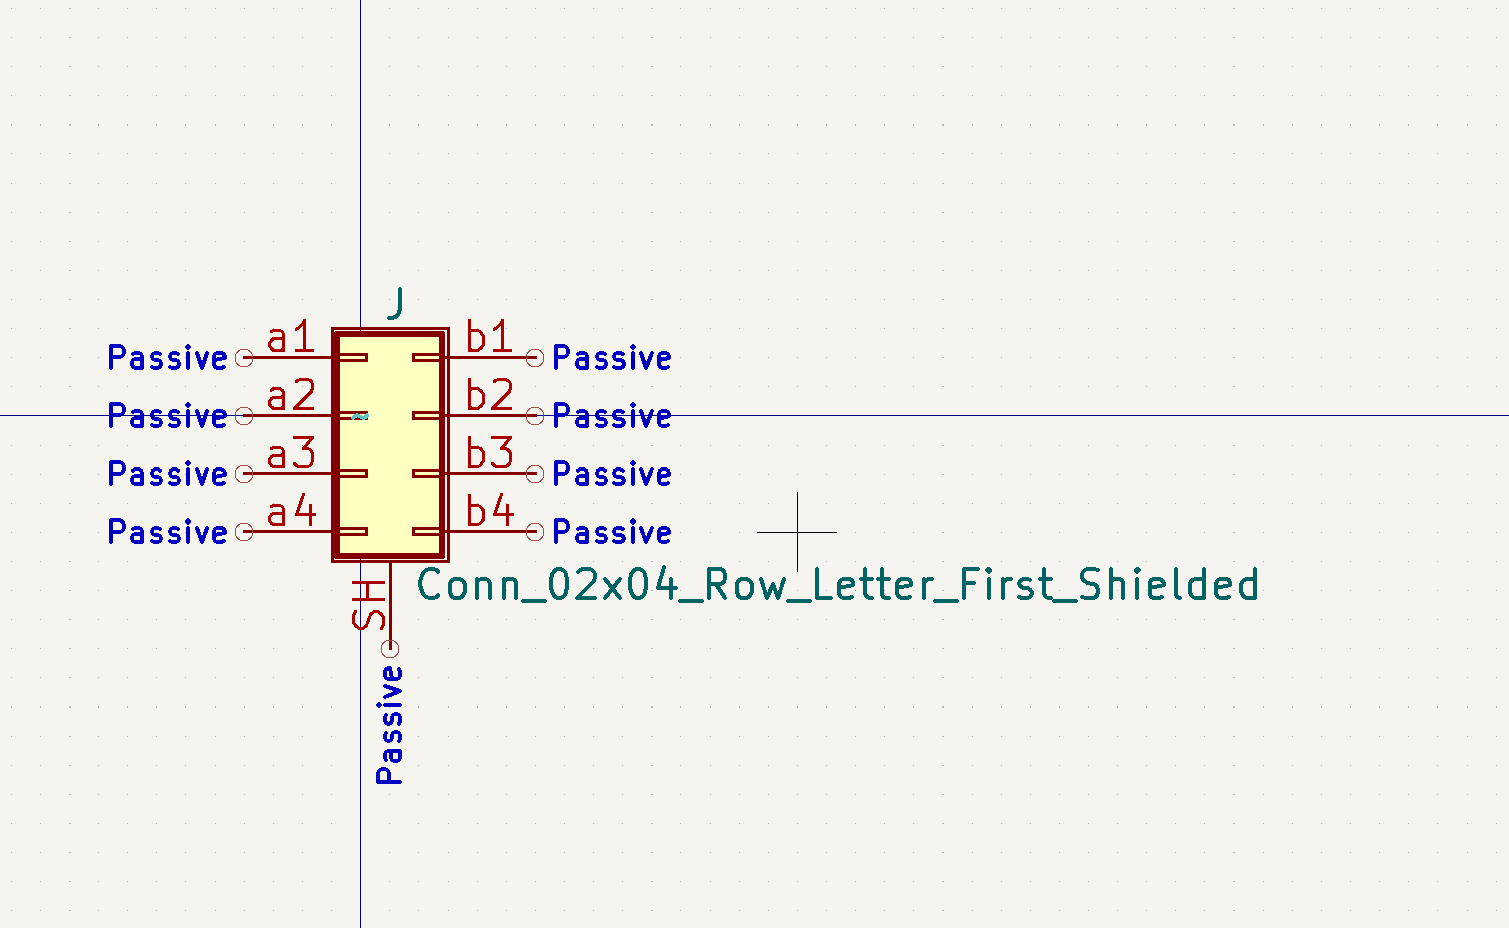 J
Passive a1 b1 Passive
Passive a2 b2 Passive
Passive a3 b3 Passive
Passive a4 b4 Passive
SH
Conn_02x04_Row_Letter_First_Shielded
Passive